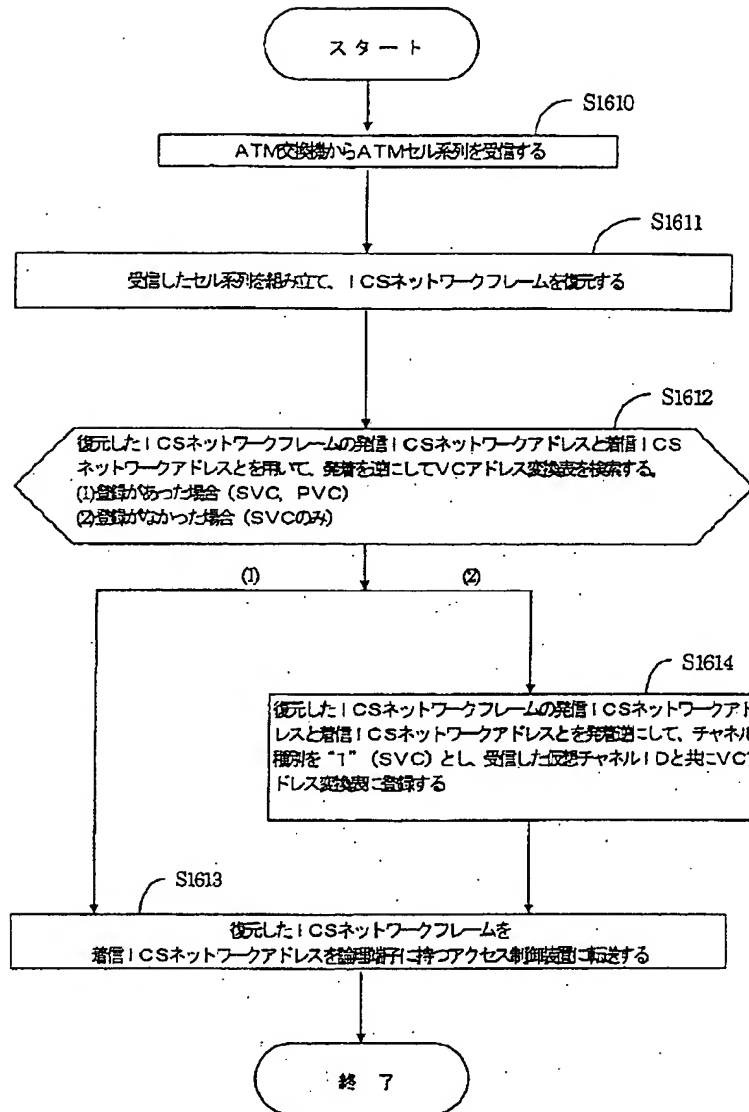 スタート
S1610
ATM交換機からATMセル系列を受信する
S1611
受信したセル系列を組み立て、ICSネットワークフレームを復元する
S1612
復元したICSネットワークフレームの発信ICSネットワークアドレスと着信ICS
ネットワークアドレスとを用いて、発着を逆にしてVCアドレス変換表を検索する。
(1)登録があった場合（SVC, PVC）
(2)登録がなかった場合（SVCのみ）
(1)
(2)
S1614
復元したICSネットワークフレームの発信ICSネットワークアド
レスと着信ICSネットワークアドレスとを発着逆にして、チャネル
種別を“1”（SVC）とし、受信した仮想チャネルIDと共にVCア
ドレス変換表に登録する
S1613
復元したICSネットワークフレームを
着信ICSネットワークアドレスを論理端子に持つアクセス制御装置に転送する
終了